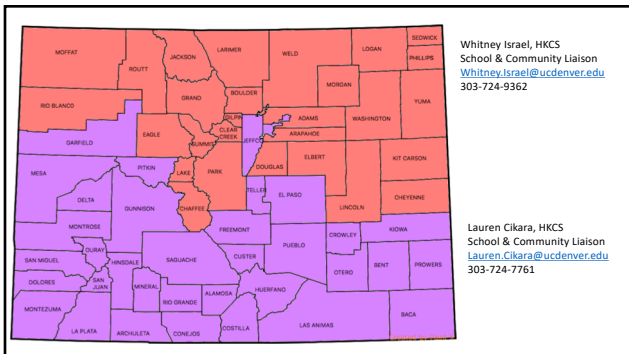 MOFFAT
ROUTT
JACKSON
LARIMER
WELD
LOGAN
SEDWICK
PHILLIPS
MORGAN
YUMA
RIO BLANCO
GRAND
BOULDER
GILPIN
ADAMS
WASHINGTON
GARFIELD
EAGLE
SUMMIT
CLEAR
CREEK
JEFFCO
ARAPAHOE
DOUGLAS
ELBERT
KIT CARSON
MESA
PITKIN
LAKE
PARK
DELTA
GUNNISON
CHAFFEE
TELLER
EL PASO
LINCOLN
CHEYENNE
MONTROSE
FREEMONT
CROWLEY
KIOWA
OURAY
SAN MIGUEL
HINSDALE
SAGUACHE
CUSTER
PUEBLO
OTERO
BENT
PROWERS
DOLORES
SAN
JUAN
MINERAL
RIO GRANDE
ALAMOSA
HUERFANO
MONTEZUMA
LA PLATA
ARCHULETA
CONEJOS
COSTILLA
LAS ANIMAS
BACA
Whitney Israel, HKCS
School & Community Liaison
Whitney.Israel@ucdenver.edu
303-724-9362
Lauren Cikara, HKCS
School & Community Liaison
Lauren.Cikara@ucdenver.edu
303-724-7761